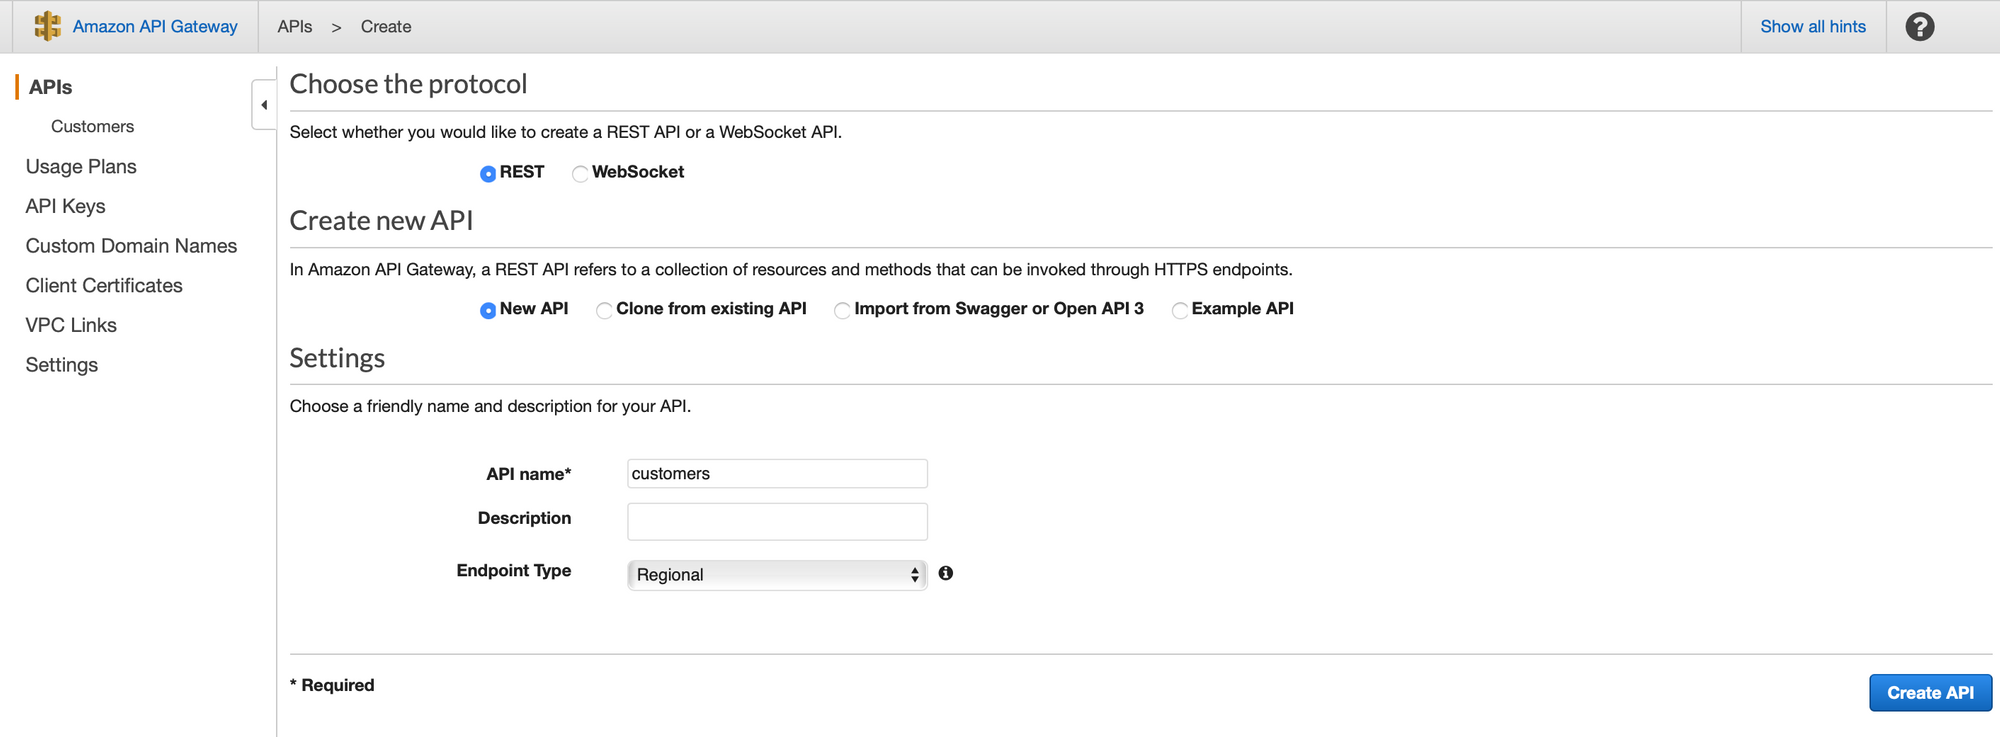 Amazon API Gateway APIs > Create Show all hints ?
APIs
Customers
Usage Plans
API Keys
Custom Domain Names
Client Certificates
VPC Links
Settings
Choose the protocol
Select whether you would like to create a REST API or a WebSocket API.
REST WebSocket
Create new API
In Amazon API Gateway, a REST API refers to a collection of resources and methods that can be invoked through HTTPS endpoints.
New API Clone from existing API Import from Swagger or Open API 3 Example API
Settings
Choose a friendly name and description for your API.
API name* customers
Description
Endpoint Type Regional
* Required
Create API